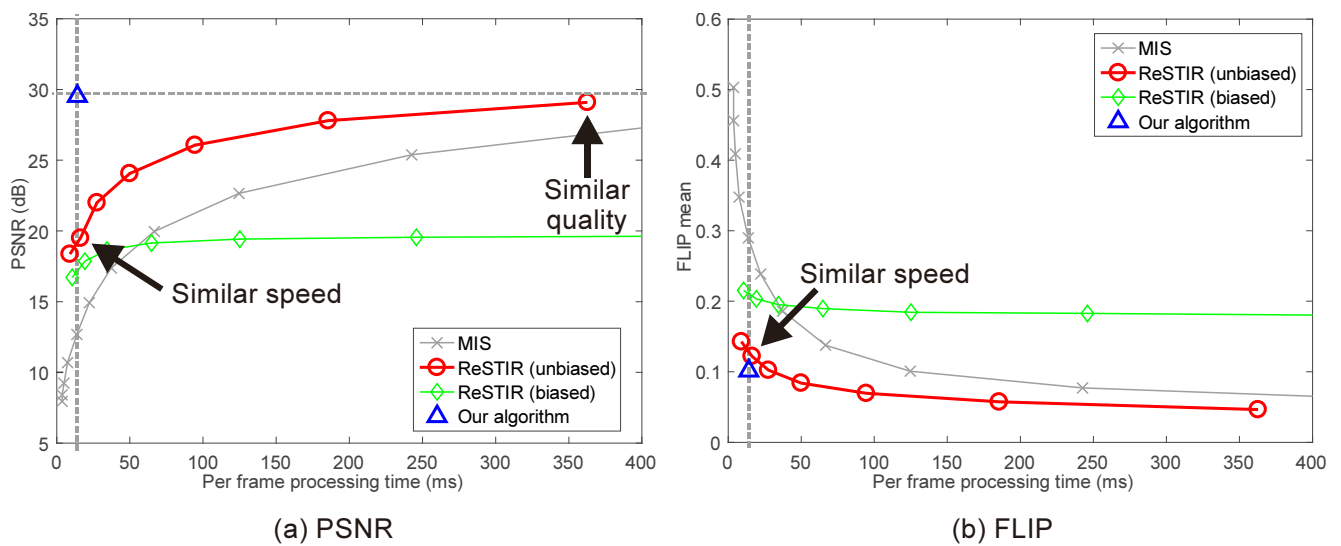 35
30
25
20
15
10
5
PSNR (dB)
0
50
100
150
200
250
300
350
400
Per frame processing time (ms)
Similar speed
Similar
quality
MIS
ReSTIR (unbiased)
ReSTIR (biased)
Our algorithm
(a) PSNR
0.6
0.5
0.4
0.3
0.2
0.1
0
FLIP mean
0
50
100
150
200
250
300
350
400
Per frame processing time (ms)
MIS
ReSTIR (unbiased)
ReSTIR (biased)
Our algorithm
Similar speed
(b) FLIP